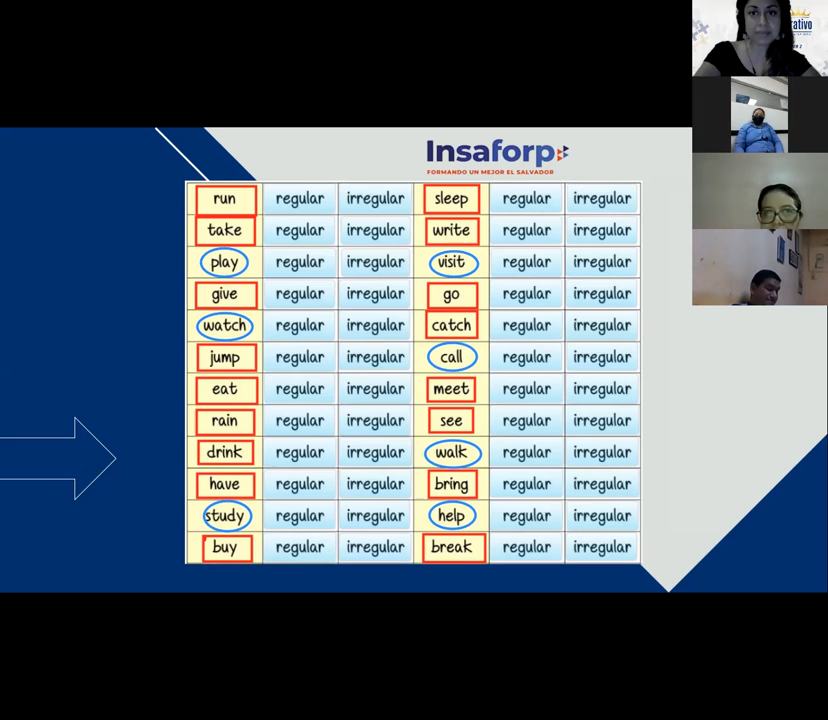 rativo
Insaforp
FORMANDO UN MEJOR EL SALVADOR
run regular irregular sleep regular irregular
take regular irregular write regular irregular
play regular irregular visit regular irregular
give regular irregular go regular irregular
watch regular irregular catch regular irregular
jump regular irregular call regular irregular
eat regular irregular meet regular irregular
rain regular irregular see regular irregular
drink regular irregular walk regular irregular
have regular irregular bring regular irregular
study regular irregular help regular irregular
buy regular irregular break regular irregular